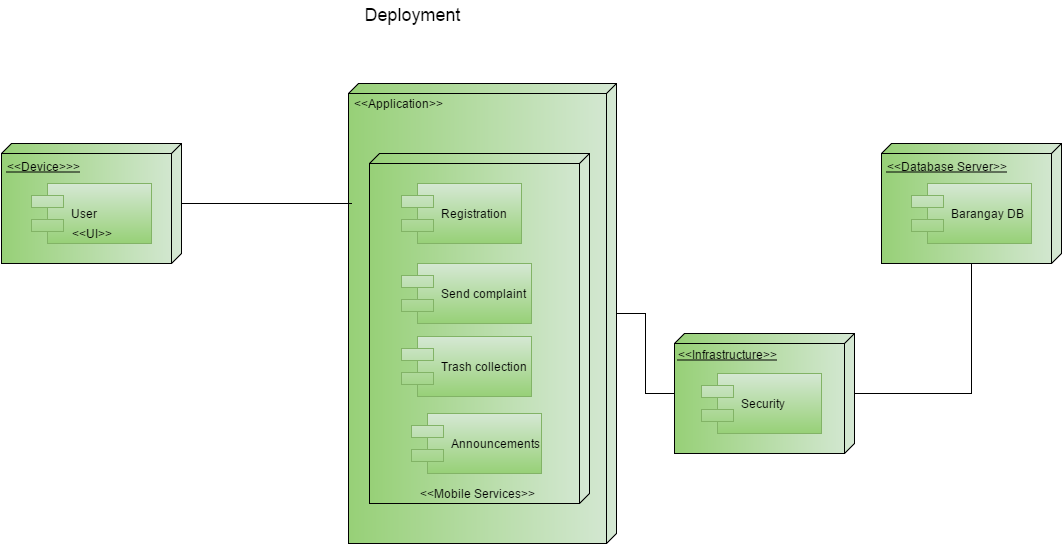 Deployment
<<Application>>
<<Device>>>
User
<<UI>>
Registration
Send complaint
Trash collection
Announcements
<<Mobile Services>>
<<Infrastructure>>
Security
<<Database Server>>
Barangay DB